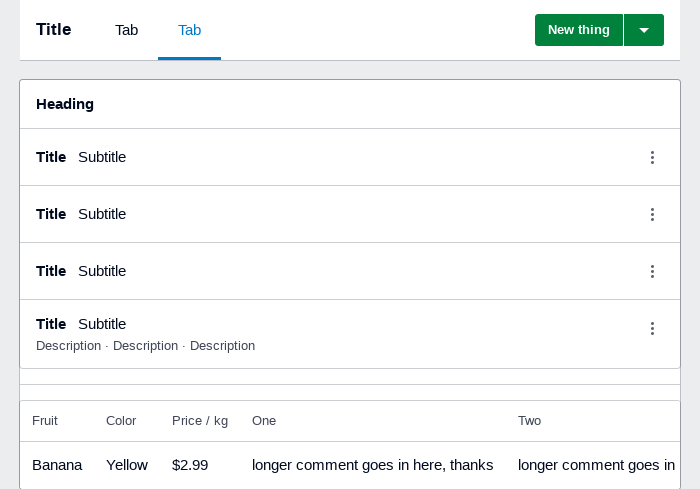 Title Tab Tab New thing
Heading
Title Subtitle
Title Subtitle
Title Subtitle
Title Subtitle
Description · Description · Description
Fruit Color Price / kg One Two
Banana Yellow $2.99 longer comment goes in here, thanks longer comment goes in